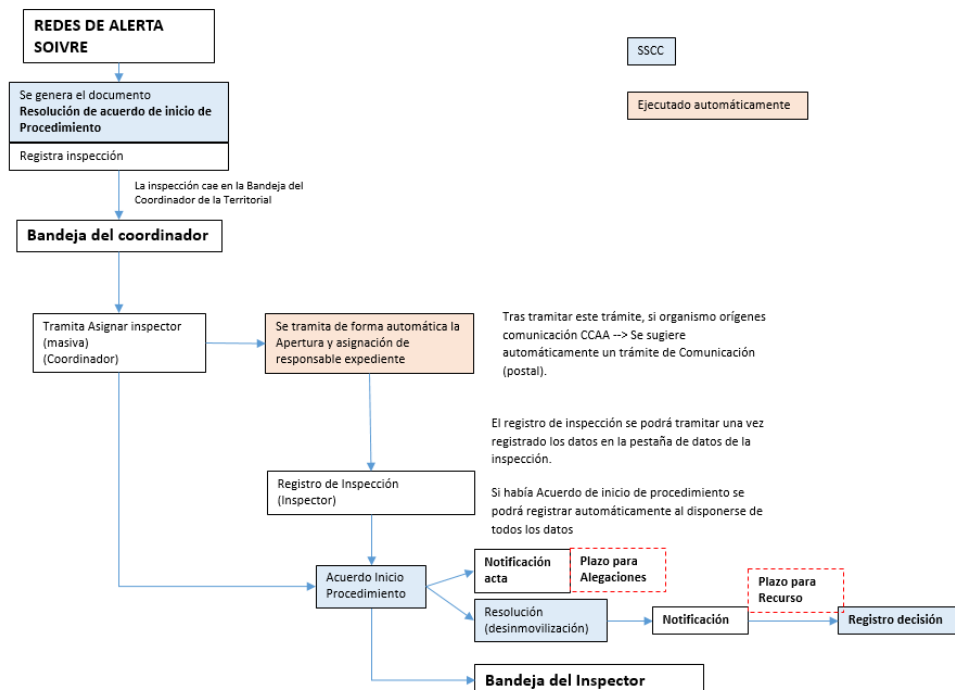 REDES DE ALERTA
SOIVRE
SSCC
Se genera el documento
Resolución de acuerdo de inicio de
Procedimiento
Ejecutado automáticamente
Registra inspección
La inspección cae en la Bandeja del
Coordinador de la Territorial
Bandeja del coordinador
Tramita Asignar inspector
(masiva)
(Coordinador)
Se tramita de forma automática la
Apertura y asignación de
responsable expediente
Tras tramitar este trámite, si organismo orígenes
comunicación CCAA --> Se sugiere
automáticamente un trámite de Comunicación
(postal).
El registro de inspección se podrá tramitar una vez
registrado los datos en la pestaña de datos de la
inspección.
Registro de Inspección
(Inspector)
Si había Acuerdo de inicio de procedimiento se
podrá registrar automáticamente al disponerse de
todos los datos
Acuerdo Inicio
Procedimiento
Notificación
acta
Plazo para
Alegaciones
Resolución
(desinmovilización)
Notificación
Plazo para
Recurso
Registro decisión
Bandeja del Inspector